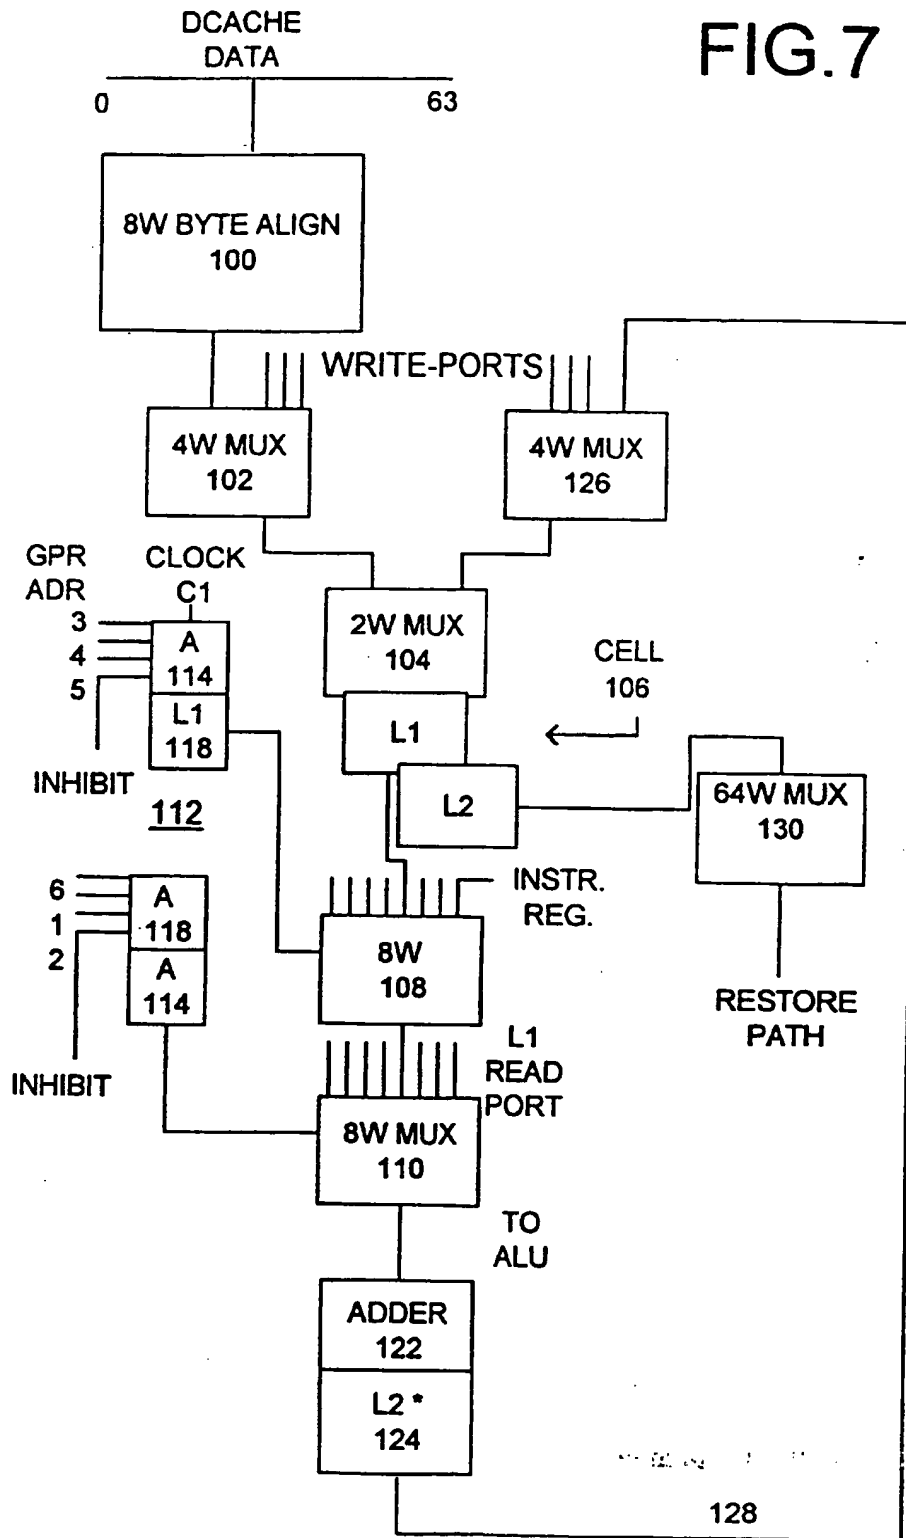 DCACHE
DATA
FIG.7
0
63
8W BYTE ALIGN
100
WRITE-PORTS
4W MUX
102
4W MUX
126
GPR
ADR
CLOCK
C1
3
4
5
A
114
L1
118
INHIBIT
112
2W MUX
104
L1
L2
CELL
106
64W MUX
130
RESTORE
PATH
6
1
2
A
118
A
114
INHIBIT
INSTR.
REG.
8W
108
L1
READ
PORT
8W MUX
110
TO
ALU
ADDER
122
L2 *
124
128